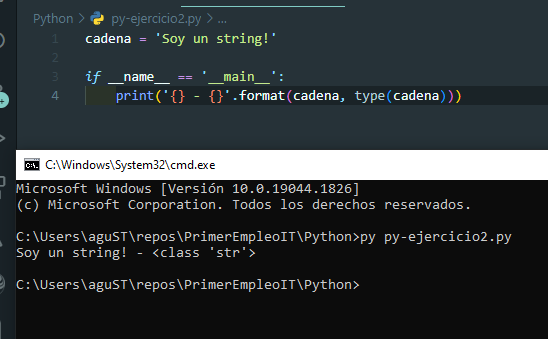 Python > py-ejercicio2.py > ...
1 cadena = 'Soy un string!'
2
3 if __name__ == '__main__':
4 print('{} - {}'.format(cadena, type(cadena)))
C:\Windows\System32\cmd.exe
Microsoft Windows [Versión 10.0.19044.1826]
(c) Microsoft Corporation. Todos los derechos reservados.
C:\Users\aguST\repos\PrimerEmpleoIT\Python>py py-ejercicio2.py
Soy un string! - <class 'str'>
C:\Users\aguST\repos\PrimerEmpleoIT\Python>